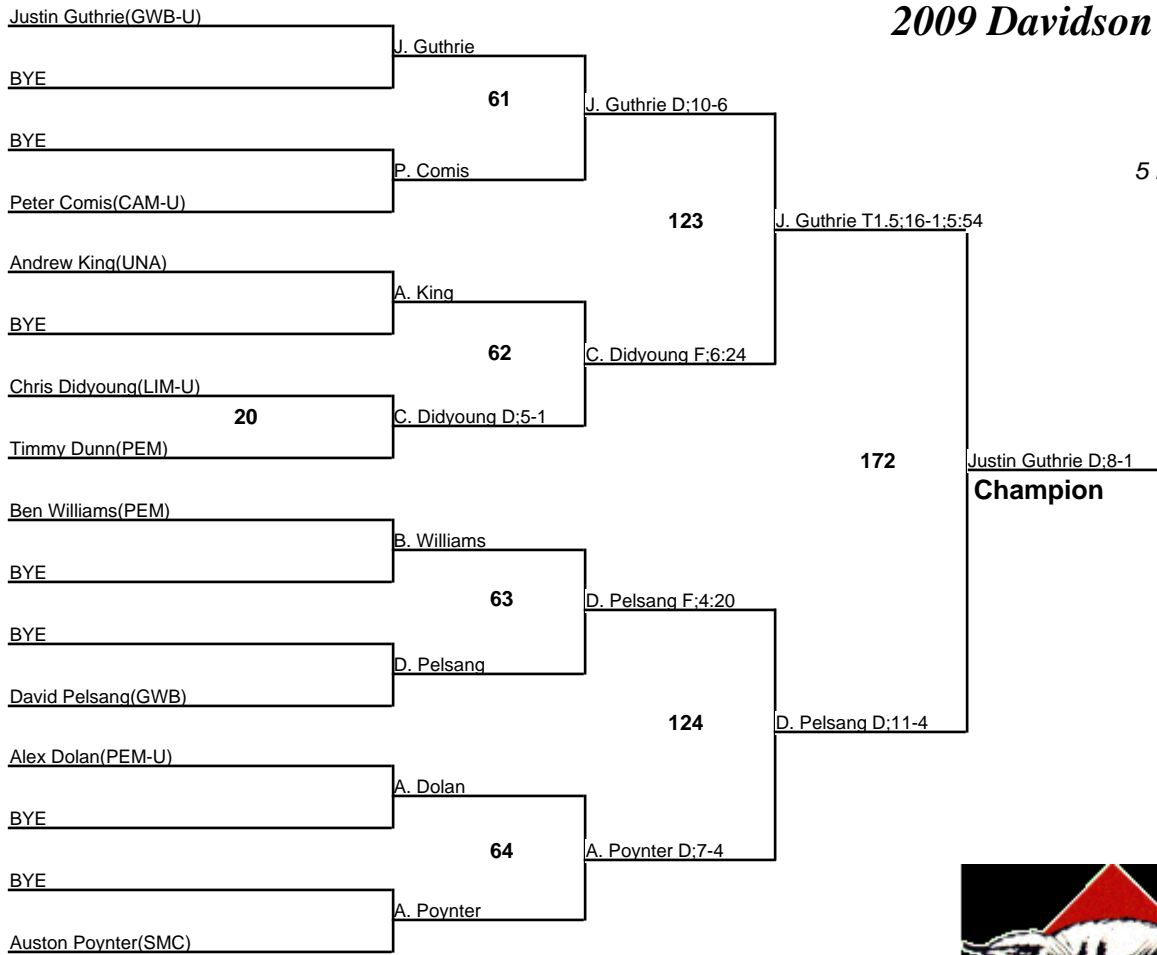 2009 Davidson
5
Justin Guthrie(GWB-U)
J. Guthrie
BYE
61
J. Guthrie D;10-6
BYE
P. Comis
Peter Comis(CAM-U)
123
J. Guthrie T1.5;16-1;5:54
Andrew King(UNA)
A. King
BYE
62
C. Didyoung F;6:24
Chris Didyoung(LIM-U)
20
C. Didyoung D;5-1
Timmy Dunn(PEM)
172
Justin Guthrie D;8-1
Champion
Ben Williams(PEM)
B. Williams
BYE
63
D. Pelsang F;4:20
BYE
D. Pelsang
David Pelsang(GWB)
124
D. Pelsang D;11-4
Alex Dolan(PEM-U)
A. Dolan
BYE
64
A. Poynter D;7-4
BYE
A. Poynter
Auston Poynter(SMC)